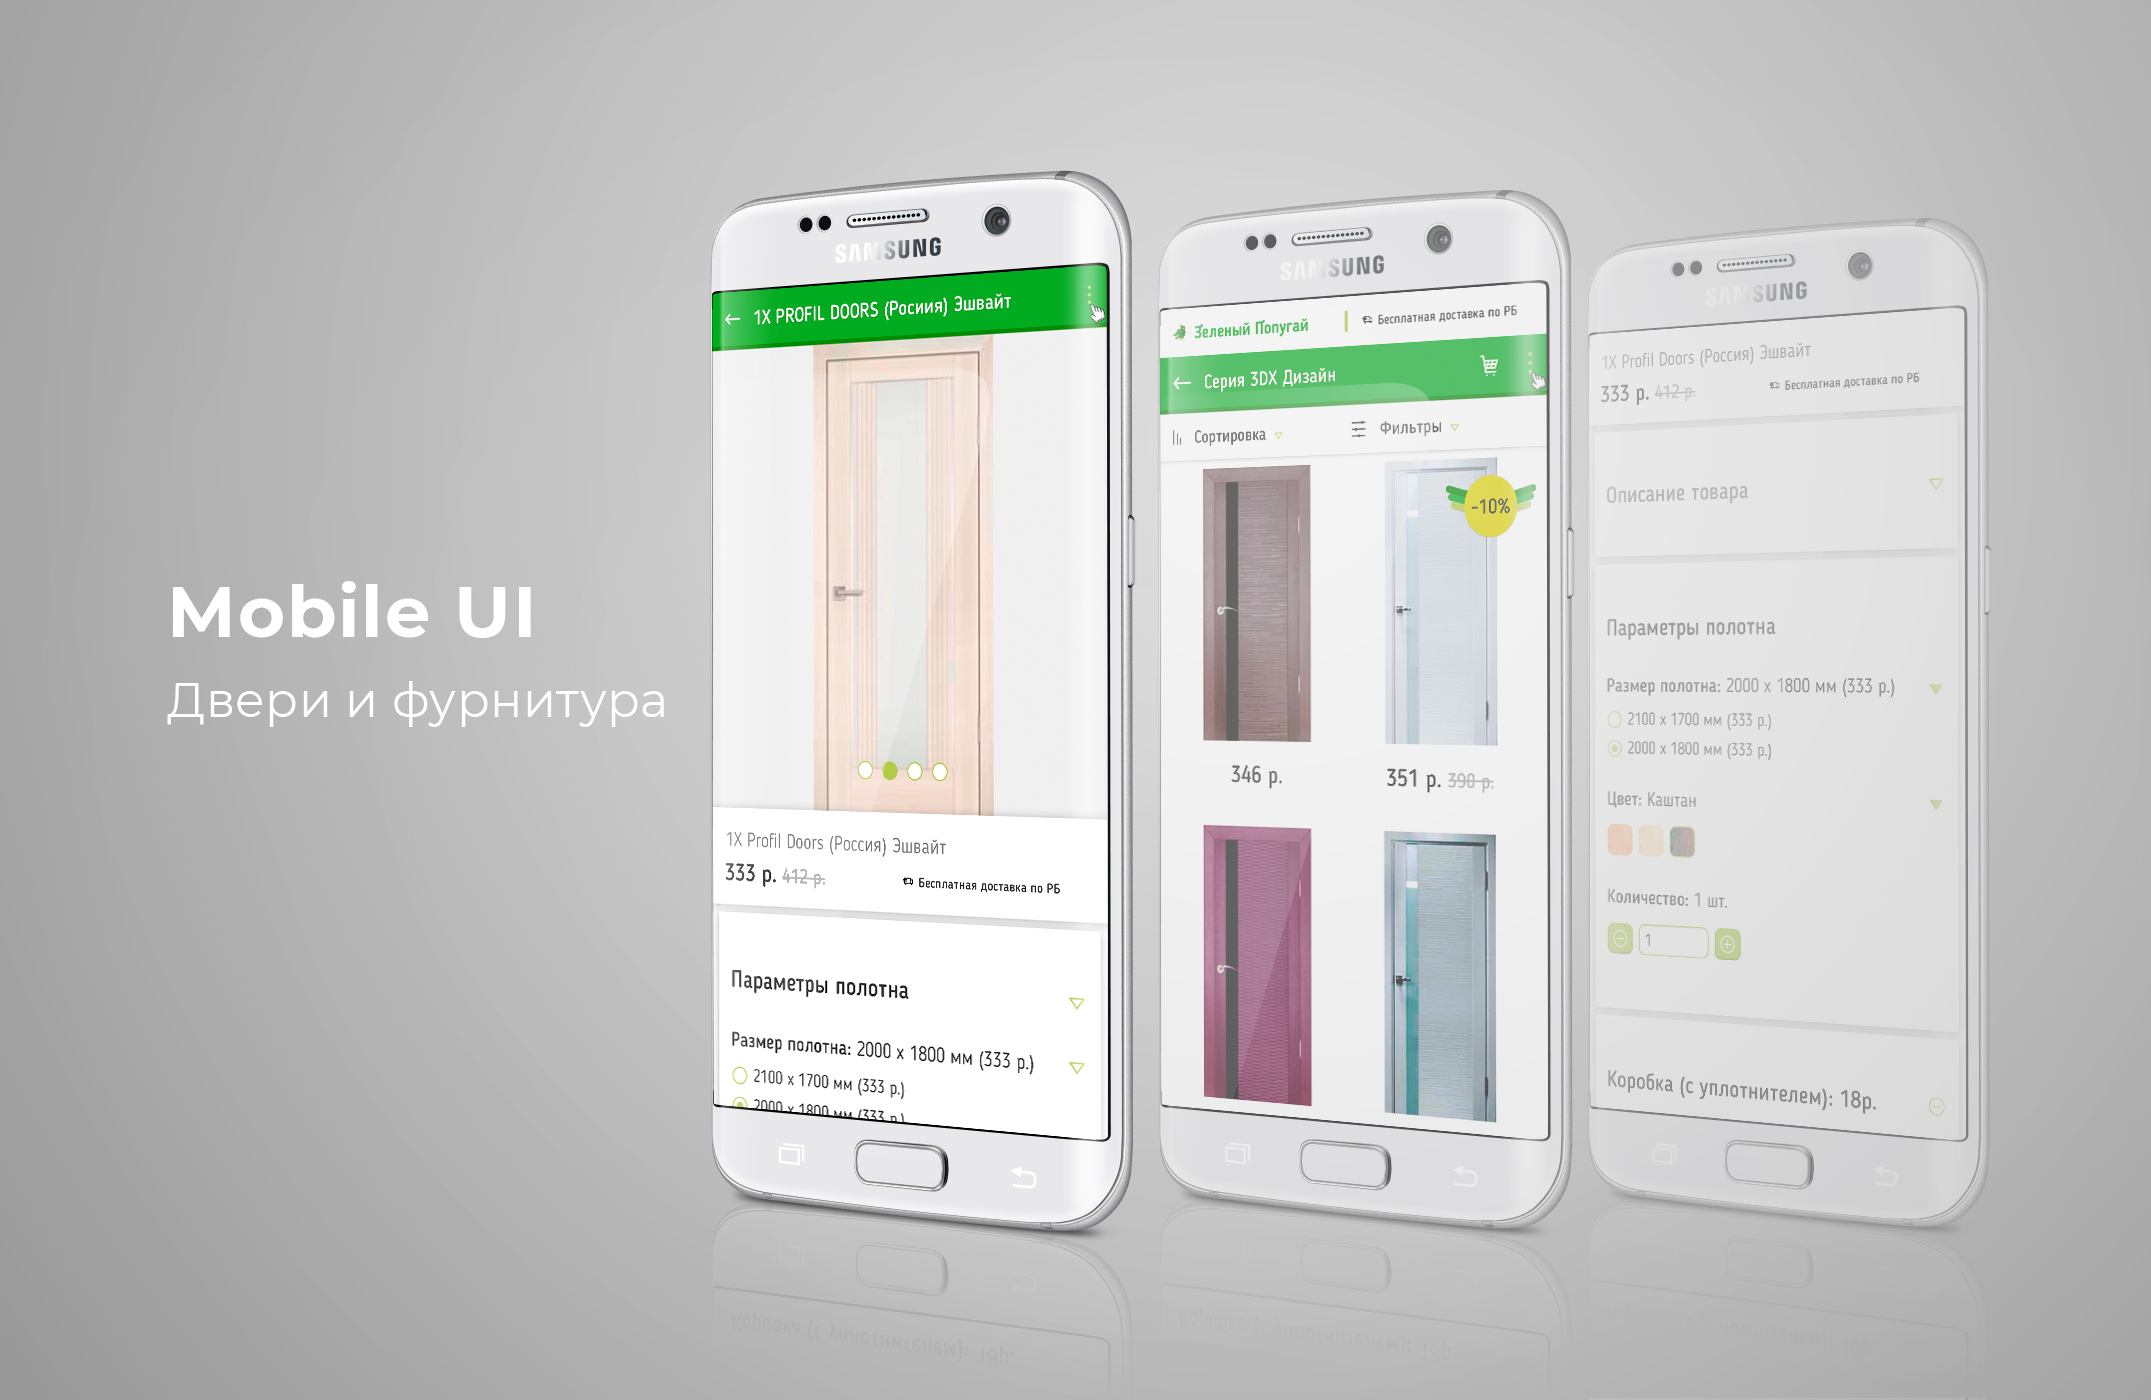 Mobile UI
Двери и фурнитура
SAMSUNG
1X PROFIL DOORS (Росиия) Эшвайт
1X Profil Doors (Россия) Эшвайт
333 р. 412 р.
Бесплатная доставка по РБ
Параметры полотна
Размер полотна: 2000 x 1800 мм (333 р.)
2100 x 1700 мм (333 р.)
2000 x 1800 мм (333 р.)
SAMSUNG
Зеленый Попугай
Бесплатная доставка по РБ
Серия 3DX Дизайн
Сортировка
Фильтры
-10%
346 р.
351 р. 390 р.
SAMSUNG
1X Profil Doors (Россия) Эшвайт
333 р. 412 р.
Бесплатная доставка по РБ
Описание товара
Параметры полотна
Размер полотна: 2000 x 1800 мм (333 р.)
2100 x 1700 мм (333 р.)
2000 x 1800 мм (333 р.)
Цвет: Каштан
Количество: 1 шт.
1
Коробка (с уплотнителем): 18р.
Коробка (с уплотнителем): 18р.